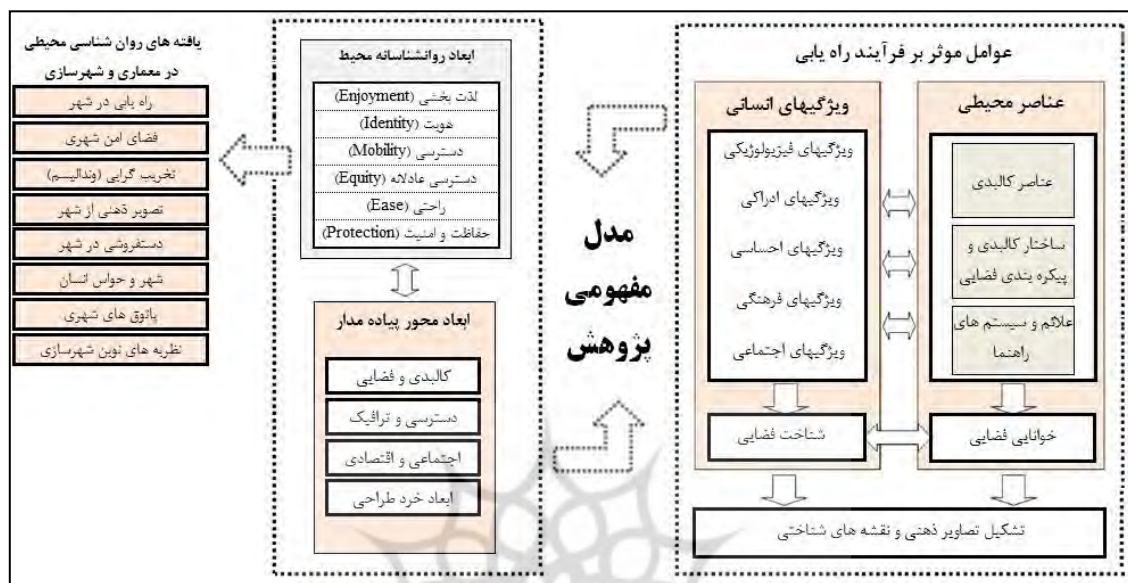 عوامل موثر بر فرآیند راه یابی
عناصر محیطی
عناصر کالبدی
ساختار کالبدی و
پیکره بندی فضایی
علائم و سیستم های
راهنما
خوانایی فضایی
ویژگیهای انسانی
ویژگیهای فیزیولوژیکی
ویژگیهای ادراکی
ویژگیهای احساسی
ویژگیهای فرهنگی
ویژگیهای اجتماعی
شناخت فضایی
تشکیل تصاویر ذهنی و نقشه های شناختی
مدل
مفهومی
پژوهش
ابعاد روانشناسانه محیط
لذت بخشی (Enjoyment)
هویت (Identity)
دسترسی (Mobility)
دسترسی عادلانه (Equity)
راحتی (Ease)
حفاظت و امنیت (Protection)
ابعاد محور پیاده مدار
کالبدی و فضایی
دسترسی و ترافیک
اجتماعی و اقتصادی
ابعاد خرد طراحی
یافته های روان شناسی محیطی
در معماری و شهرسازی
راه یابی در شهر
فضای امن شهری
تخریب گرایی (وندالیسم)
تصویر ذهنی از شهر
دستفروشی در شهر
شهر و حواس انسان
پاتوق های شهری
نظریه های نوین شهرسازی